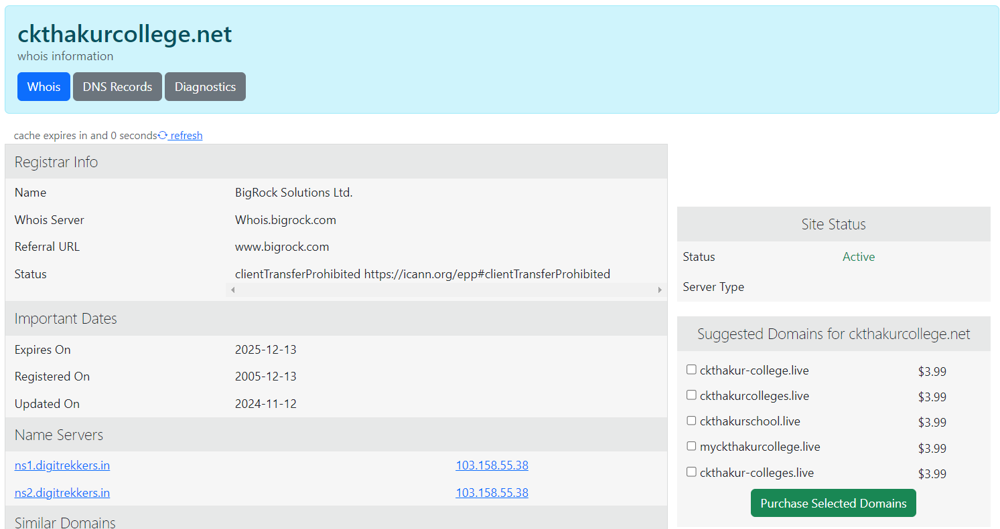 ckthakurcollege.net
whois information
Whois DNS Records Diagnostics
cache expires in and 0 seconds refresh
Registrar Info
Name BigRock Solutions Ltd.
Whois Server Whois.bigrock.com
Referral URL www.bigrock.com
Status clientTransferProhibited https://icann.org/epp#clientTransferProhibited
Important Dates
Expires On 2025-12-13
Registered On 2005-12-13
Updated On 2024-11-12
Name Servers
ns1.digitrekkers.in 103.158.55.38
ns2.digitrekkers.in 103.158.55.38
Similar Domains
Site Status
Status Active
Server Type
Suggested Domains for ckthakurcollege.net
ckthakur-college.live $3.99
ckthakurcolleges.live $3.99
ckthakurschool.live $3.99
myckthakurcollege.live $3.99
ckthakur-colleges.live $3.99
Purchase Selected Domains